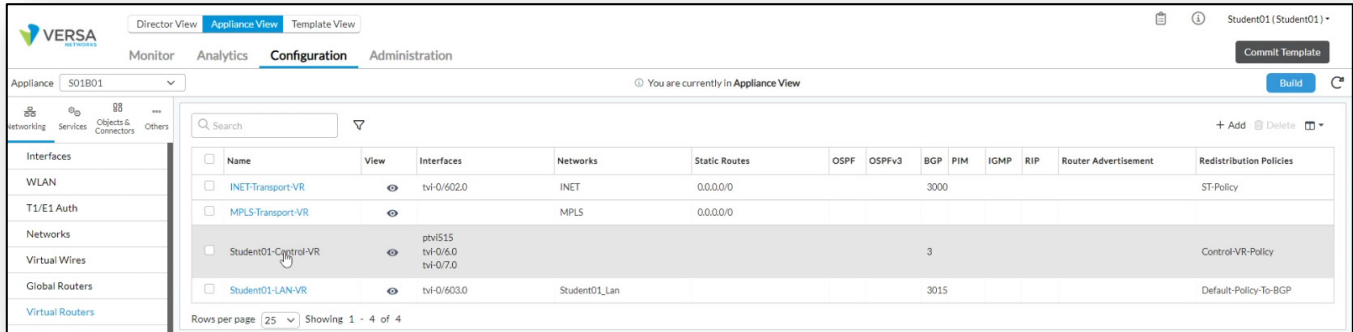 VERSA
NETWORKS
Director View Appliance View Template View
Student01 (Student01)
Monitor Analytics Configuration Administration
Commit Template
Appliance S01B01
You are currently in Appliance View
Build
Networking Services Objects & Connectors Others
Search
+ Add Delete
Interfaces
WLAN
T1/E1 Auth
Networks
Virtual Wires
Global Routers
Virtual Routers
Name View Interfaces Networks Static Routes OSPF OSPFv3 BGP PIM IGMP RIP Router Advertisement Redistribution Policies
INET-Transport-VR tvi-0/602.0 INET 0.0.0.0/0 3000 ST-Policy
MPLS-Transport-VR MPLS 0.0.0.0/0
Student01-Control-VR ptvi515 tvi-0/6.0 tvi-0/7.0 3 Control-VR-Policy
Student01-LAN-VR tvi-0/603.0 Student01_Lan 3015 Default-Policy-To-BGP
Rows per page 25 Showing 1 - 4 of 4